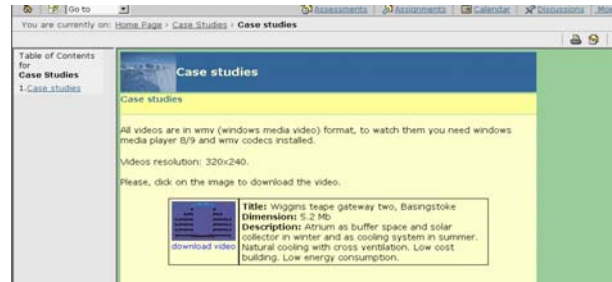 Go to
Assessments Assignments Calendar Discussions
You are currently on: Home Page › Case Studies › Case studies
Table of Contents
for
Case Studies
1.Case studies
Case studies
Case studies
All videos are in wmv (windows media video) format, to watch them you need windows
media player 8/9 and wmv codecs installed.
Videos resolution: 320x240.
Please, click on the image to download the video.
download video
Title: Wiggins teape gateway two, Basingstoke
Dimension: 5.2 Mb
Description: Atrium as buffer space and solar
collector in winter and as cooling system in summer.
Natural cooling with cross ventilation. Low cost
building. Low energy consumption.